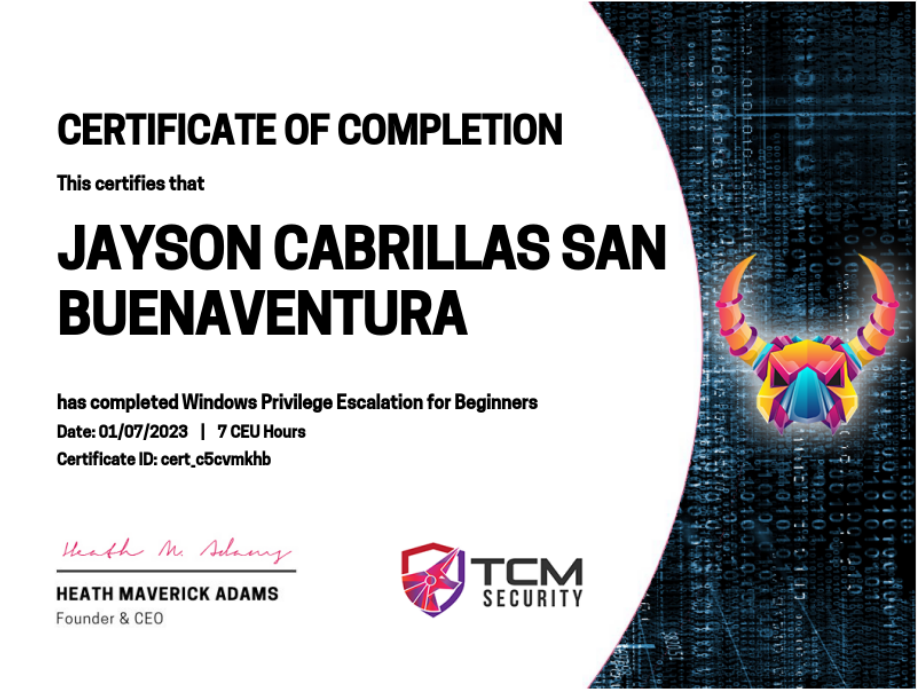 CERTIFICATE OF COMPLETION
This certifies that
JAYSON CABRILLAS SAN
BUENAVENTURA
has completed Windows Privilege Escalation for Beginners
Date: 01/07/2023 | 7 CEU Hours
Certificate ID: cert_c5cvmkhb
Heath M. Adams
HEATH MAVERICK ADAMS
Founder & CEO
TCM
SECURITY